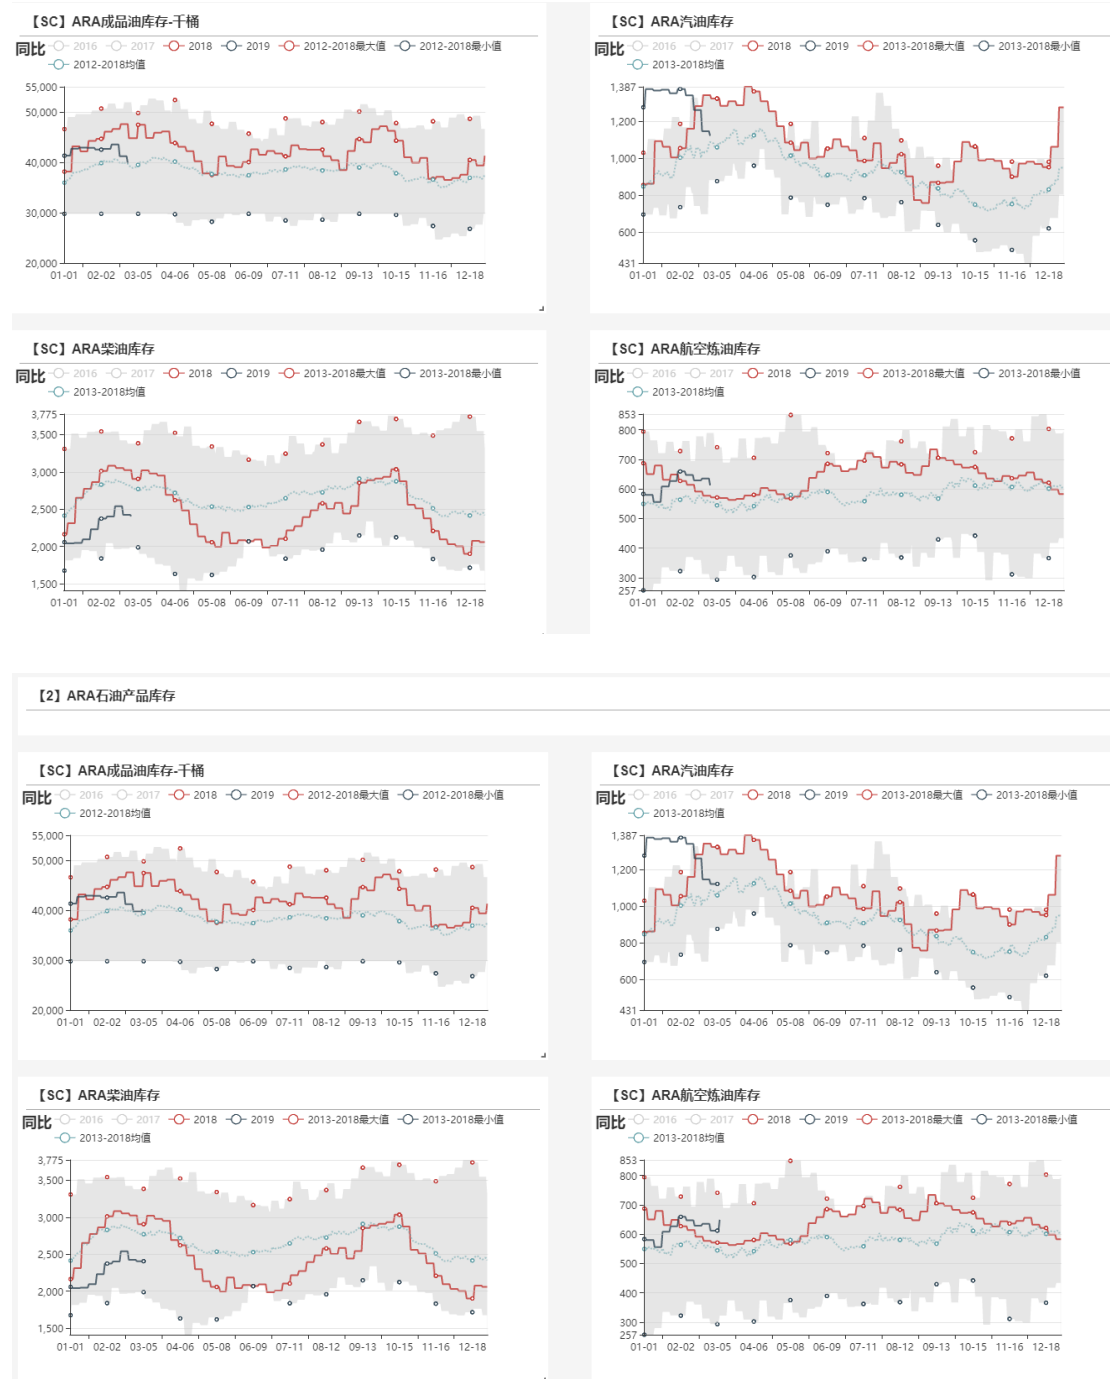 【SC】ARA成品油库存-千桶
同比 2016 2017 2018 2019 2012-2018最大值 2012-2018最小值
2012-2018均值
55,000
50,000
40,000
30,000
20,000
01-01 02-02 03-05 04-06 05-08 06-09 07-11 08-12 09-13 10-15 11-16 12-18
【SC】ARA汽油库存
同比 2016 2017 2018 2019 2013-2018最大值 2013-2018最小值
2013-2018均值
1,387
1,200
1,000
800
600
431
01-01 02-02 03-05 04-06 05-08 06-09 07-11 08-12 09-13 10-15 11-16 12-18
【SC】ARA柴油库存
同比 2016 2017 2018 2019 2013-2018最大值 2013-2018最小值
2013-2018均值
3,775
3,500
3,000
2,500
2,000
1,500
01-01 02-02 03-05 04-06 05-08 06-09 07-11 08-12 09-13 10-15 11-16 12-18
【SC】ARA航空炼油库存
同比 2016 2017 2018 2019 2013-2018最大值 2013-2018最小值
2013-2018均值
853
800
700
600
500
400
300
257
01-01 02-02 03-05 04-06 05-08 06-09 07-11 08-12 09-13 10-15 11-16 12-18
【2】ARA石油产品库存
【SC】ARA成品油库存-千桶
同比 2016 2017 2018 2019 2012-2018最大值 2012-2018最小值
2012-2018均值
55,000
50,000
40,000
30,000
20,000
01-01 02-02 03-05 04-06 05-08 06-09 07-11 08-12 09-13 10-15 11-16 12-18
【SC】ARA汽油库存
同比 2016 2017 2018 2019 2013-2018最大值 2013-2018最小值
2013-2018均值
1,387
1,200
1,000
800
600
431
01-01 02-02 03-05 04-06 05-08 06-09 07-11 08-12 09-13 10-15 11-16 12-18
【SC】ARA柴油库存
同比 2016 2017 2018 2019 2013-2018最大值 2013-2018最小值
2013-2018均值
3,775
3,500
3,000
2,500
2,000
1,500
01-01 02-02 03-05 04-06 05-08 06-09 07-11 08-12 09-13 10-15 11-16 12-18
【SC】ARA航空炼油库存
同比 2016 2017 2018 2019 2013-2018最大值 2013-2018最小值
2013-2018均值
853
800
700
600
500
400
300
257
01-01 02-02 03-05 04-06 05-08 06-09 07-11 08-12 09-13 10-15 11-16 12-18